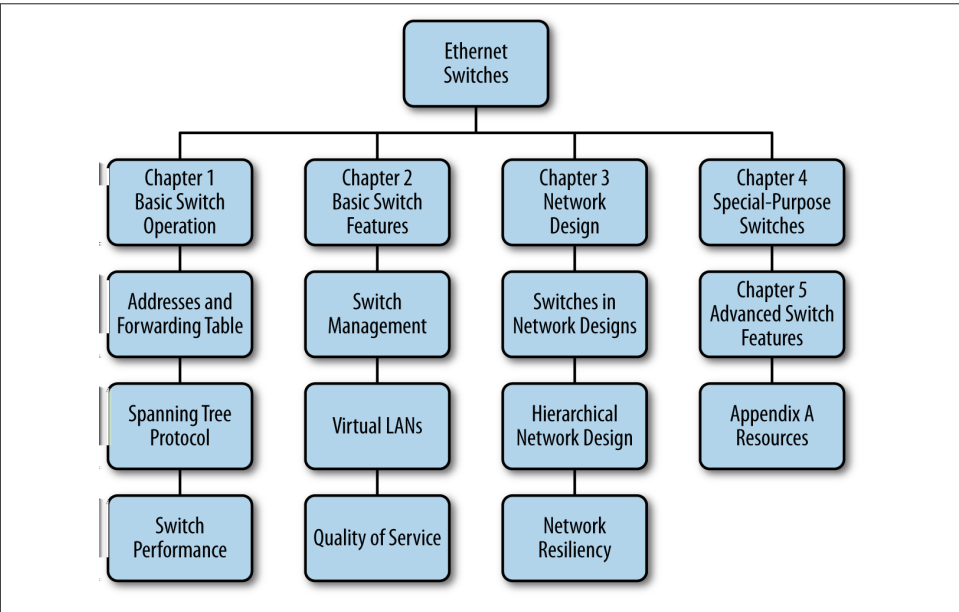 Ethernet
Switches
Chapter 1
Basic Switch
Operation
Addresses and
Forwarding Table
Spanning Tree
Protocol
Switch
Performance
Chapter 2
Basic Switch
Features
Switch
Management
Virtual LANs
Quality of Service
Chapter 3
Network
Design
Switches in
Network Designs
Hierarchical
Network Design
Network
Resiliency
Chapter 4
Special-Purpose
Switches
Chapter 5
Advanced Switch
Features
Appendix A
Resources